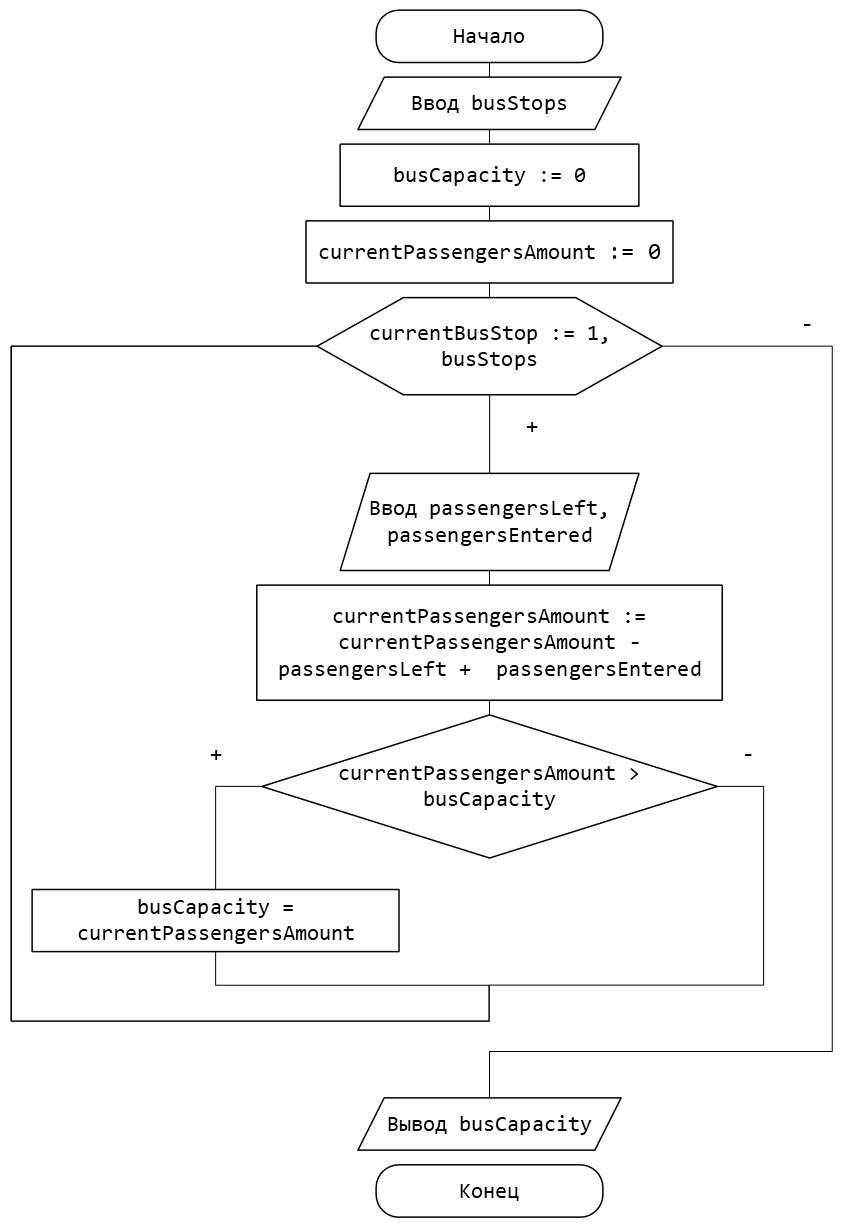 Начало
Ввод busStops
busCapacity := 0
currentPassengersAmount := 0
currentBusStop := 1,
busStops
-
+
Ввод passengersLeft,
passengersEntered
currentPassengersAmount :=
currentPassengersAmount -
passengersLeft +  passengersEntered
+
-
currentPassengersAmount >
busCapacity
busCapacity =
currentPassengersAmount
Вывод busCapacity
Конец